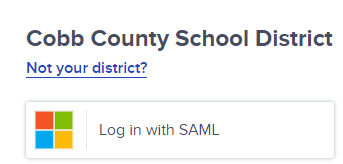 Cobb County School District
Not your district?
Log in with SAML